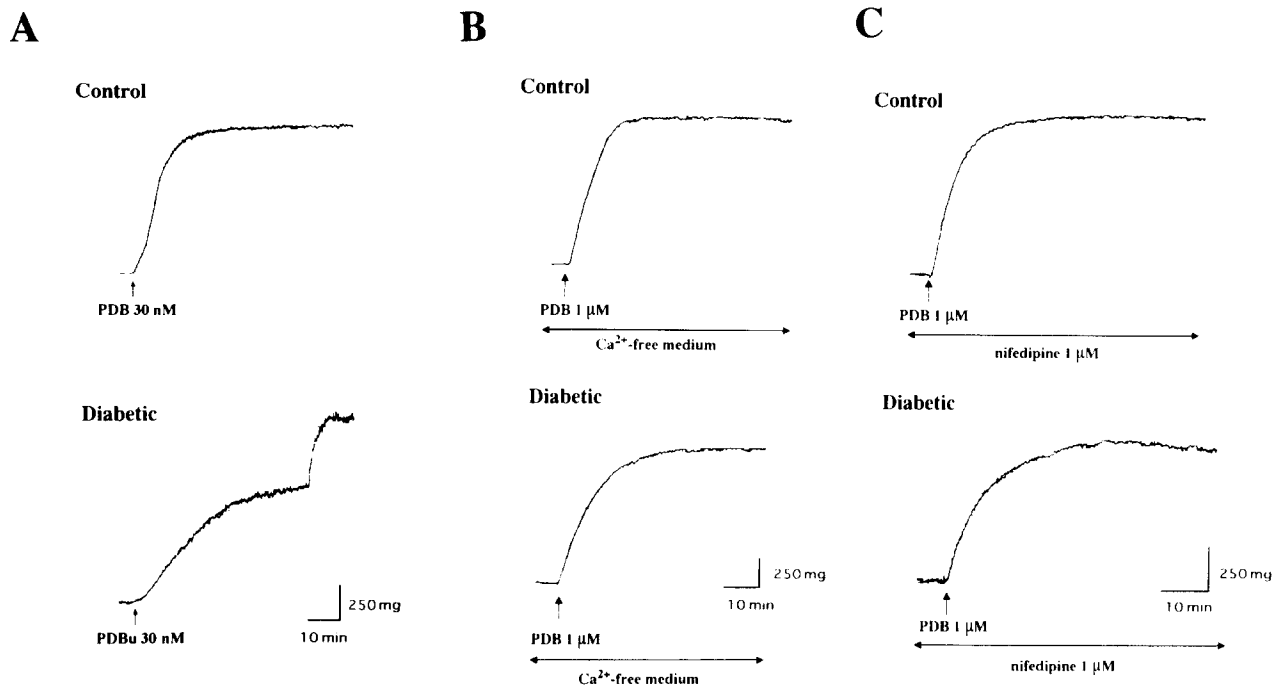 A
Control
PDB 30 nM
Diabetic
PDBu 30 nM
250 mg
10 min
B
Control
PDB 1 μM
Ca²⁺-free medium
Diabetic
PDB 1 μM
250 mg
10 min
Ca²⁺-free medium
C
Control
PDB 1 μM
nifedipine 1 μM
Diabetic
PDB 1 μM
250 mg
10 min
nifedipine 1 μM